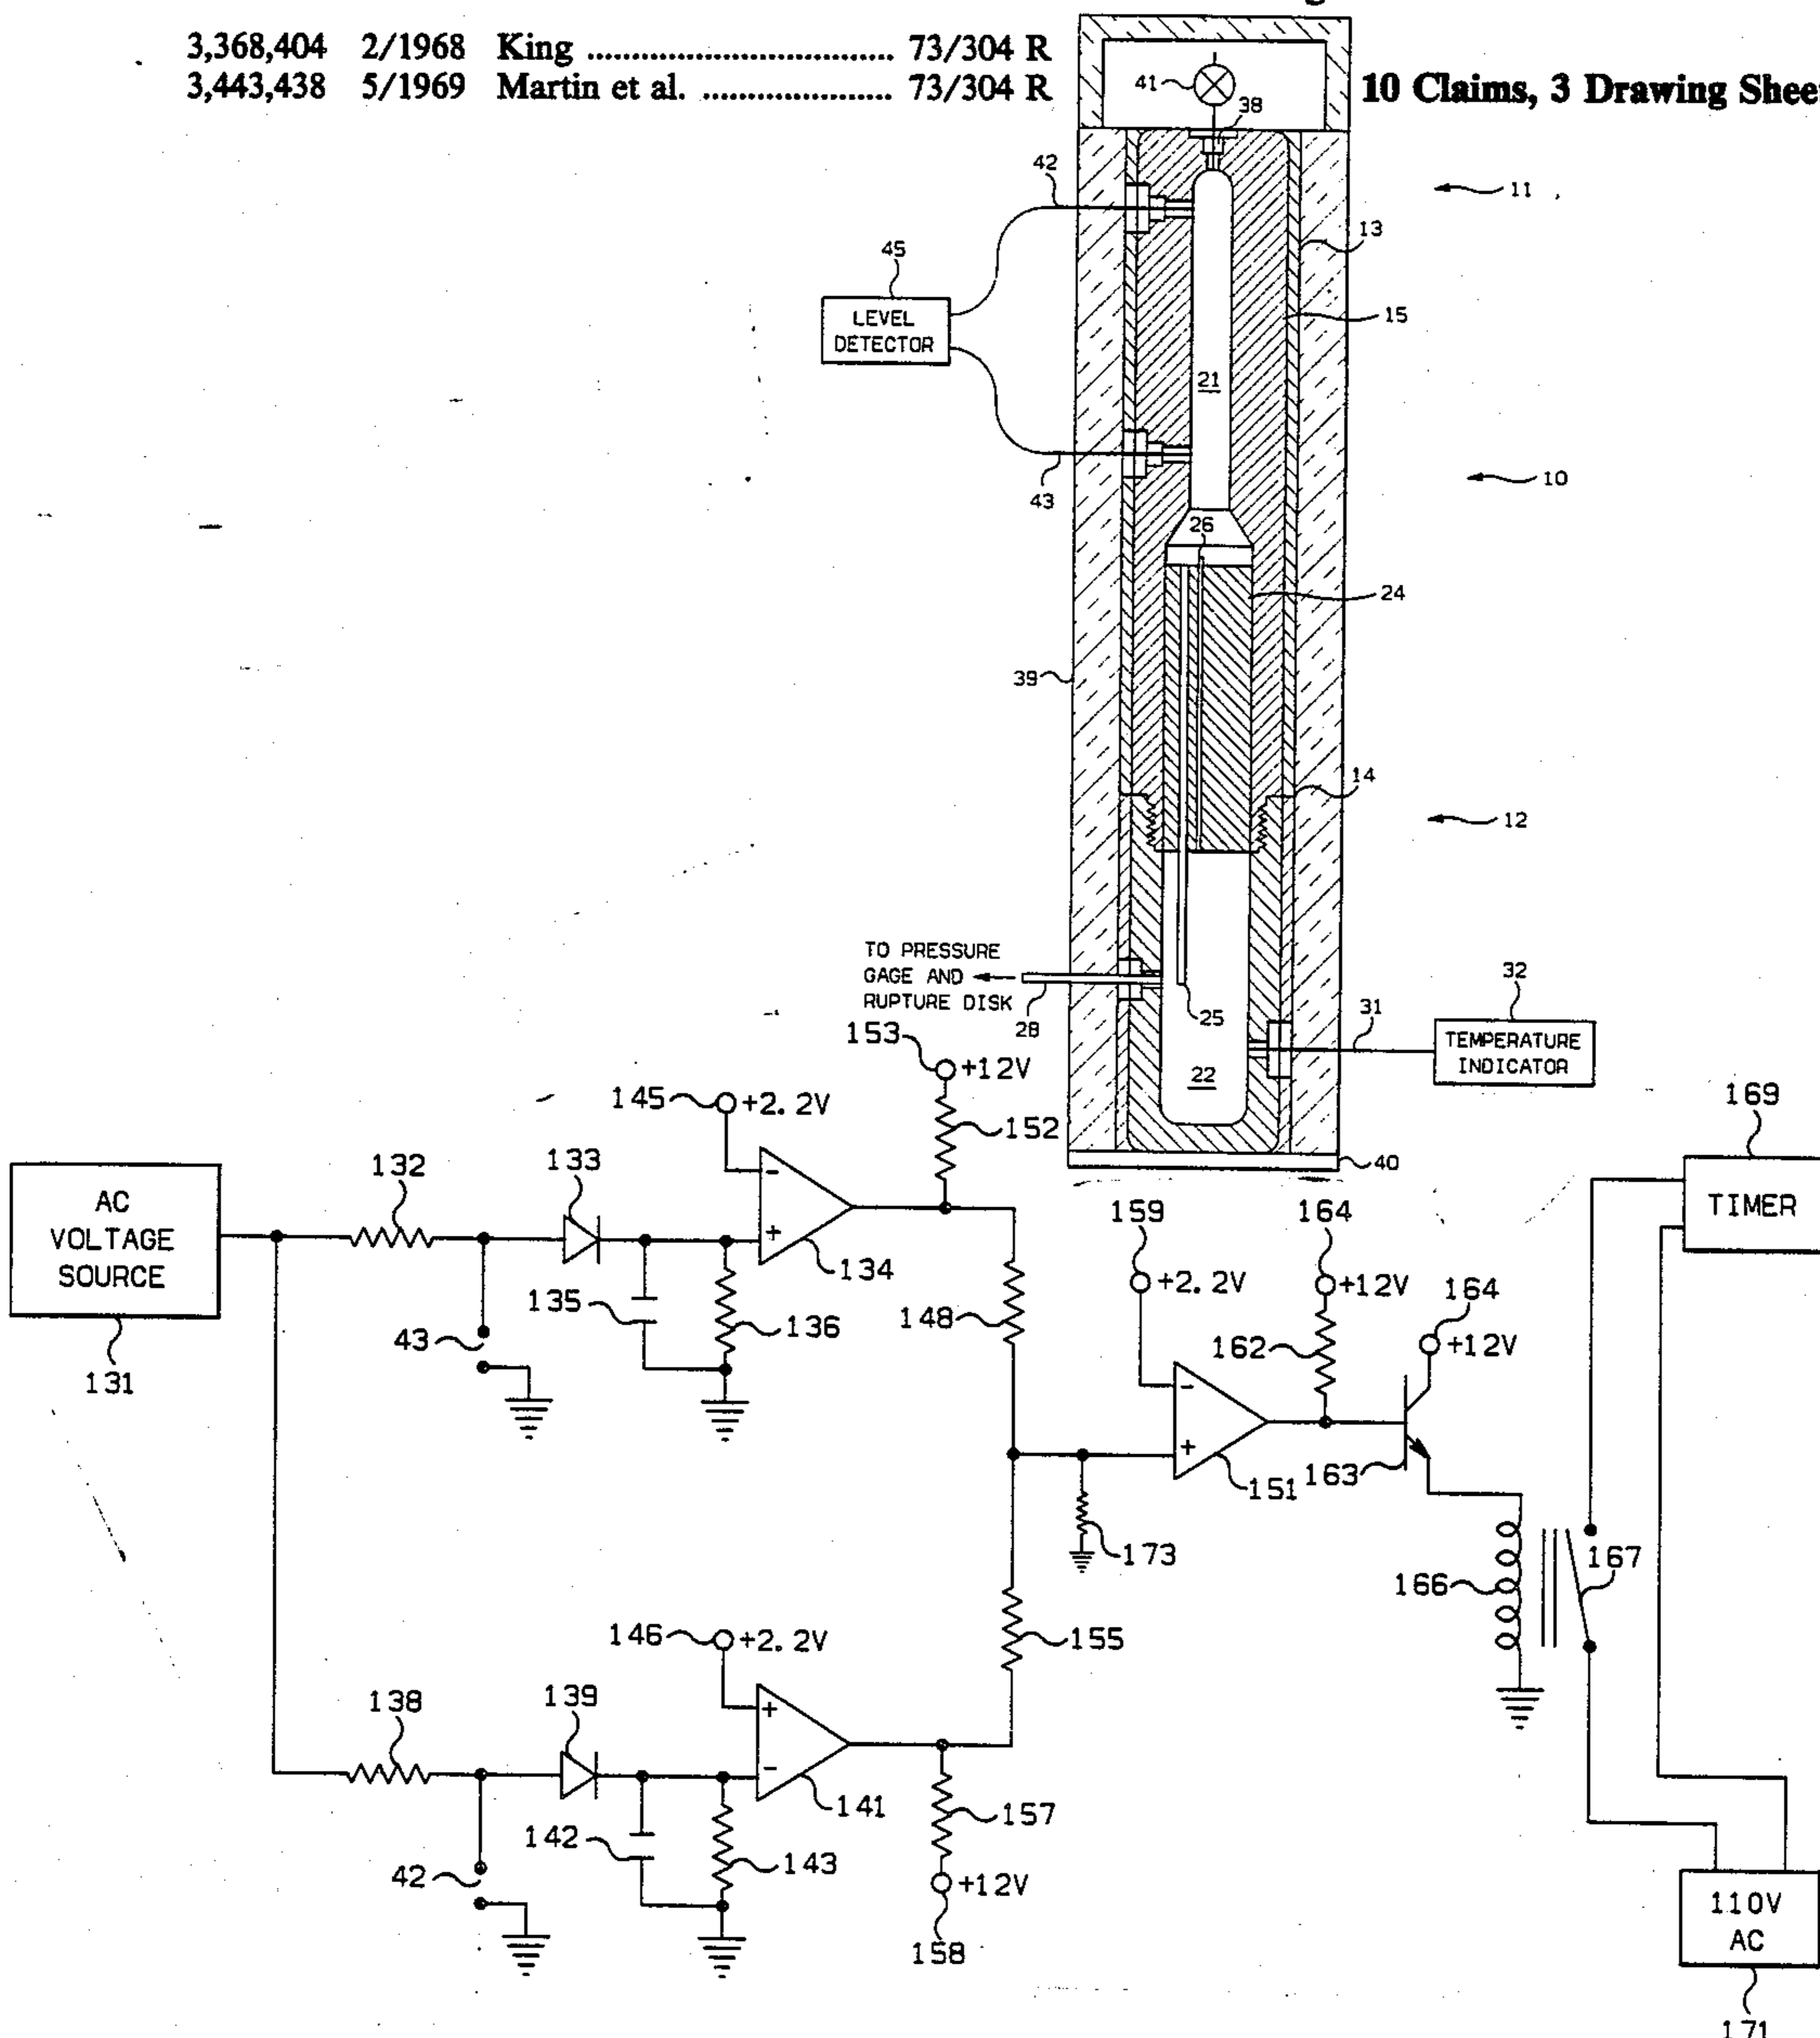 3,368,404 2/1968 King ................................ 73/304 R
3,443,438 5/1969 Martin et al. ..................... 73/304 R
10 Claims, 3 Drawing Shee
41
38
42
11
13
45
LEVEL
DETECTOR
15
21
43
10
26
24
39
14
12
TO PRESSURE
GAGE AND
RUPTURE DISK
28
25
31
32
TEMPERATURE
INDICATOR
22
40
153
+12V
145
+2.2V
152
169
TIMER
AC
VOLTAGE
SOURCE
131
132
133
-
+
134
135
136
43
148
159
+2.2V
164
+12V
164
+12V
162
-
+
151
163
173
166
167
155
146
+2.2V
138
139
+
-
141
142
143
42
157
+12V
158
110V
AC
171